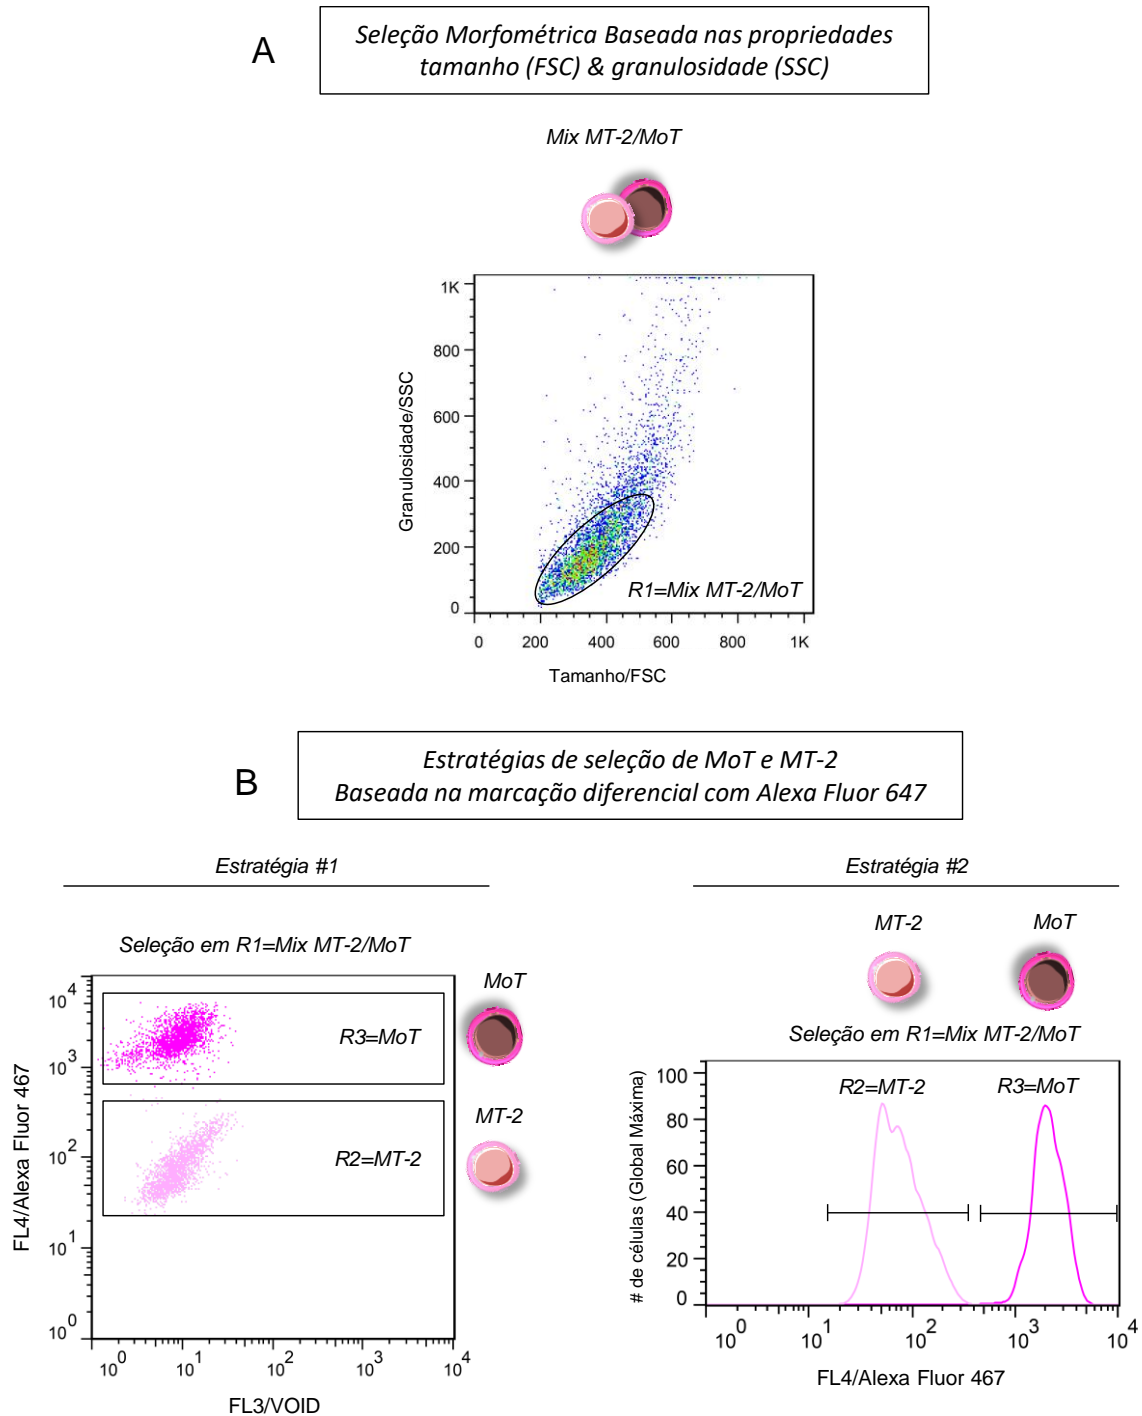 A
Seleção Morfométrica Baseada nas propriedades
tamanho (FSC) & granulosidade (SSC)
Mix MT-2/MoT
1K
800
600
400
200
0
Granulosidade/SSC
R1=Mix MT-2/MoT
0 200 400 600 800 1K
Tamanho/FSC
B
Estratégias de seleção de MoT e MT-2
Baseada na marcação diferencial com Alexa Fluor 647
Estratégia #1
Seleção em R1=Mix MT-2/MoT
MoT
R3=MoT
MT-2
R2=MT-2
10^4
10^3
10^2
10^1
10^0
FL4/Alexa Fluor 467
10^0 10^1 10^2 10^3 10^4
FL3/VOID
Estratégia #2
MT-2 MoT
Seleção em R1=Mix MT-2/MoT
R2=MT-2 R3=MoT
100
80
60
40
20
0
# de células (Global Máxima)
10^0 10^1 10^2 10^3 10^4
FL4/Alexa Fluor 467